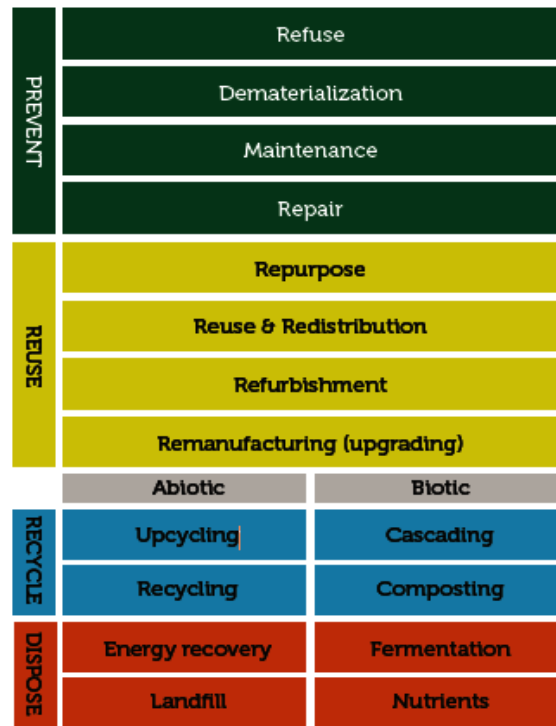 PREVENT
Refuse
Dematerialization
Maintenance
Repair
REUSE
Repurpose
Reuse & Redistribution
Refurbishment
Remanufacturing (upgrading)
Abiotic
Biotic
RECYCLE
Upcycling
Cascading
Recycling
Composting
DISPOSE
Energy recovery
Fermentation
Landfill
Nutrients